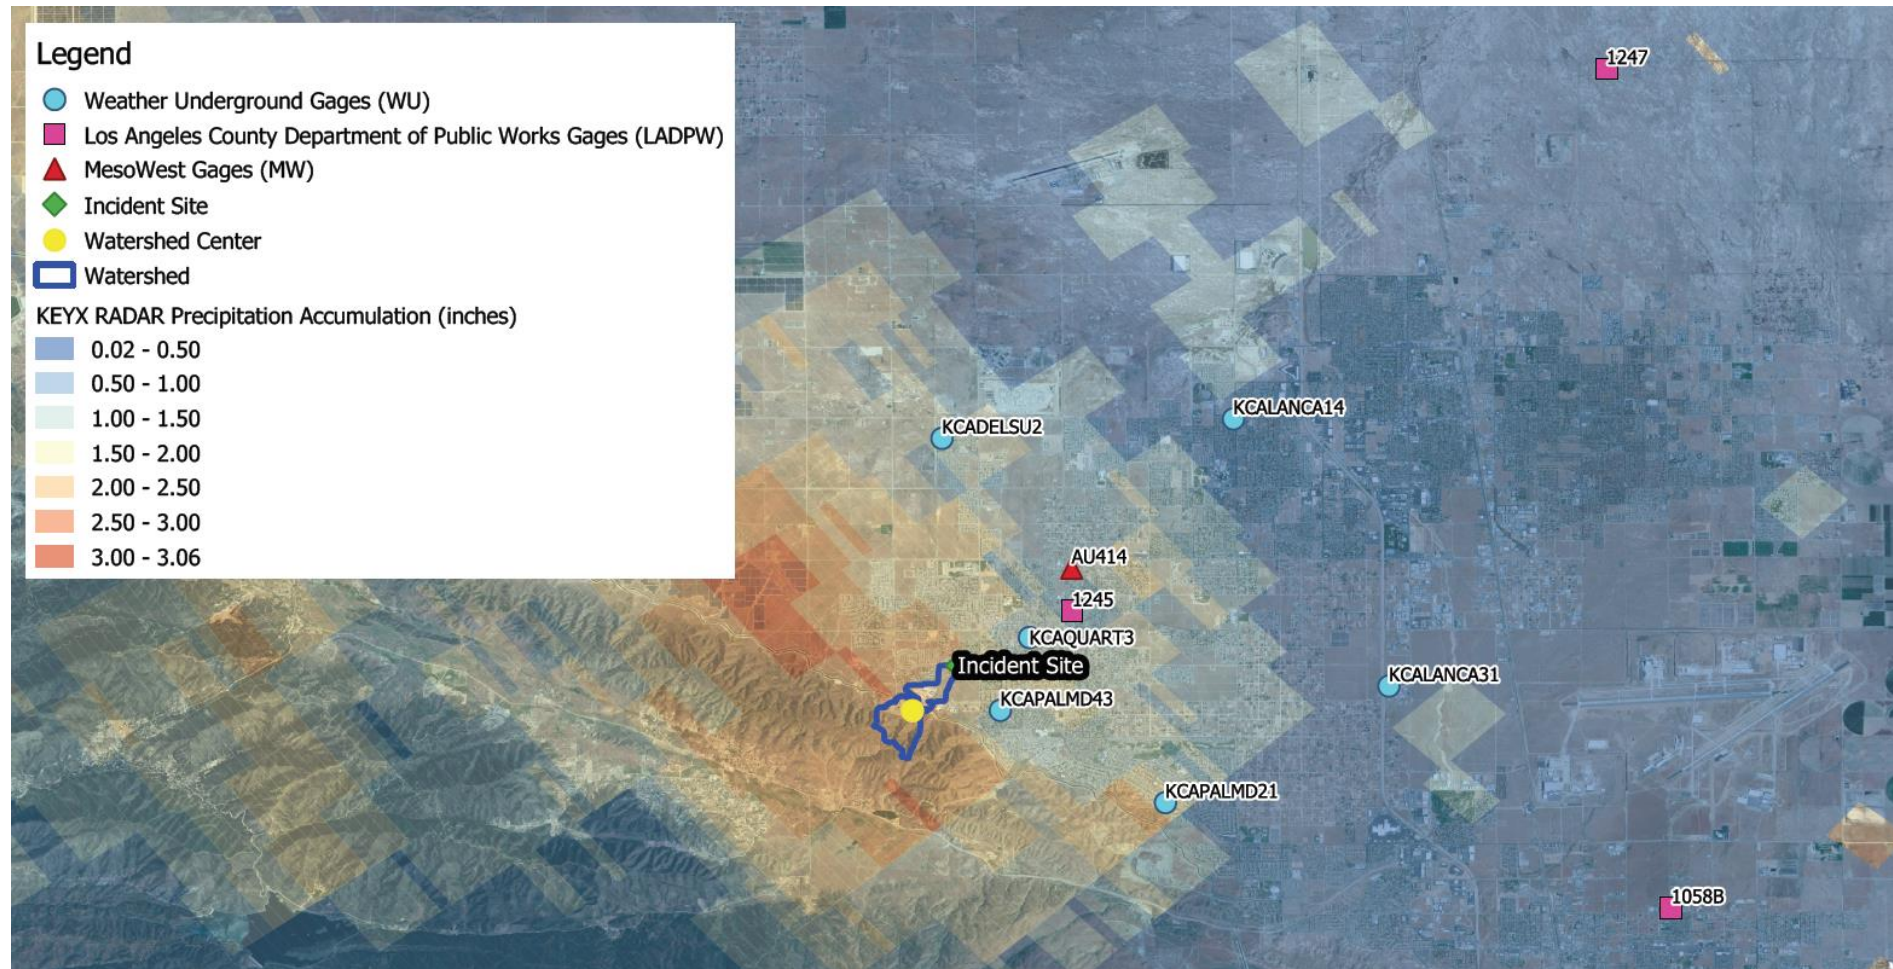 Legend
Weather Underground Gages (WU)
Los Angeles County Department of Public Works Gages (LADPW)
MesoWest Gages (MW)
Incident Site
Watershed Center
Watershed
KEYX RADAR Precipitation Accumulation (inches)
0.02 - 0.50
0.50 - 1.00
1.00 - 1.50
1.50 - 2.00
2.00 - 2.50
2.50 - 3.00
3.00 - 3.06
1247
KCALANCA14
KCADELSU2
AU414
1245
KCAQUART3
Incident Site
KCALANCA31
KCAPALMD43
KCAPALMD21
1058B